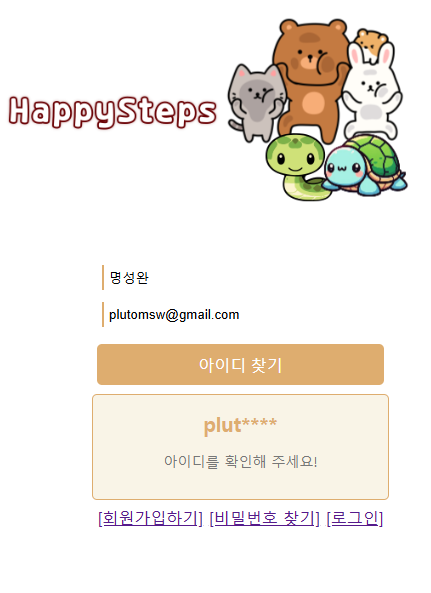 HappySteps
명성완
plutomsw@gmail.com
아이디 찾기
plut****
아이디를 확인해 주세요!
[회원가입하기] [비밀번호 찾기] [로그인]